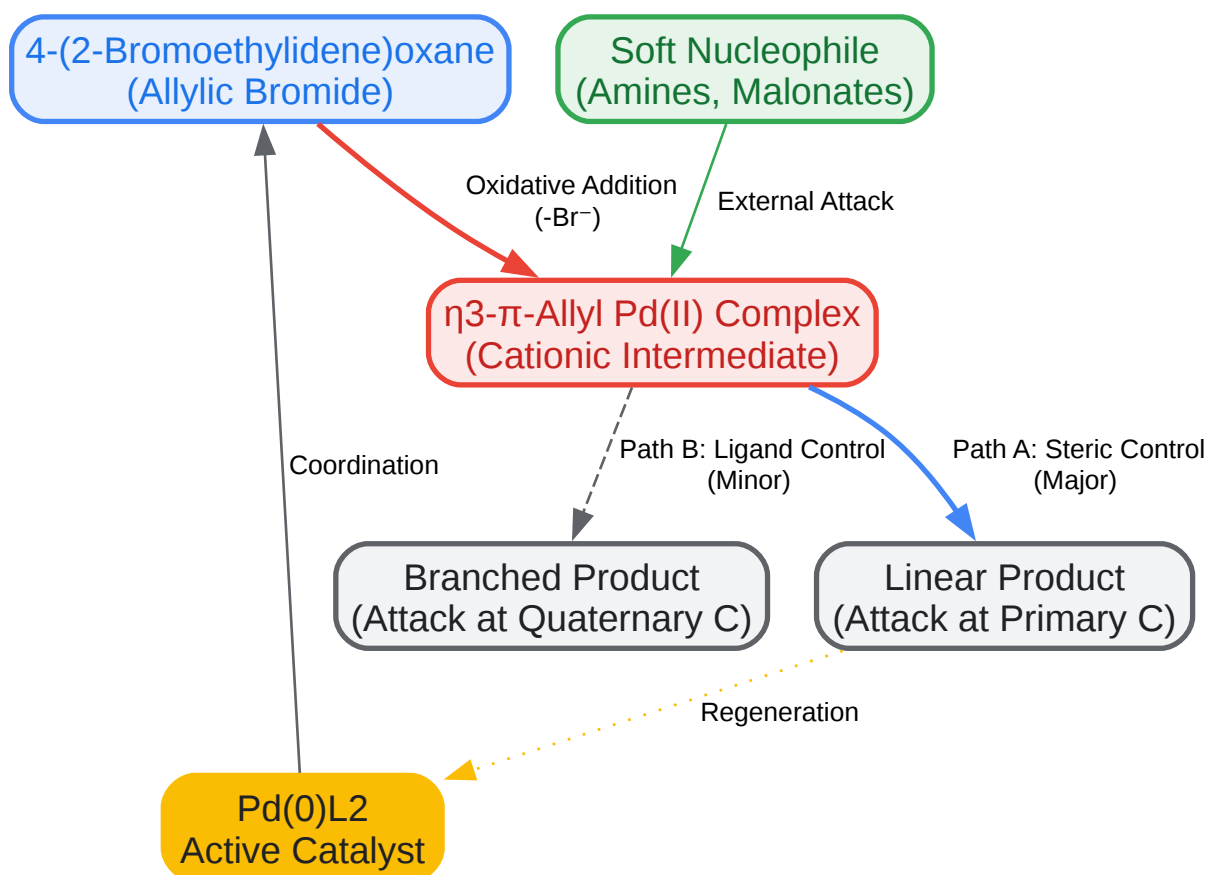 4-(2-Bromoethylidene)oxane
(Allylic Bromide)
Soft Nucleophile
(Amines, Malonates)
Oxidative Addition
(-Br⁻)
External Attack
η3-π-Allyl Pd(II) Complex
(Cationic Intermediate)
Coordination
Path B: Ligand Control
(Minor)
Path A: Steric Control
(Major)
Branched Product
(Attack at Quaternary C)
Linear Product
(Attack at Primary C)
Regeneration
Pd(0)L2
Active Catalyst